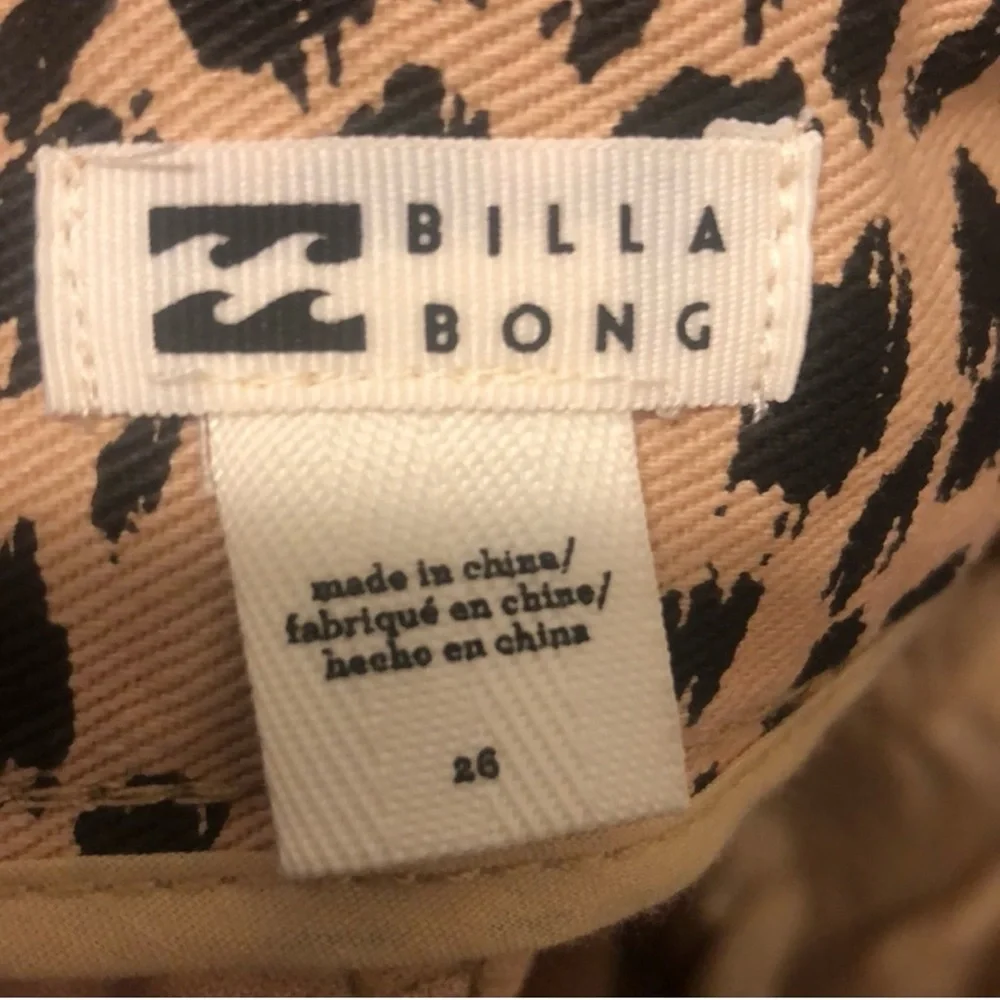 BILLA
BONG
made in china/
fabriqué en chine/
hecho en china
26